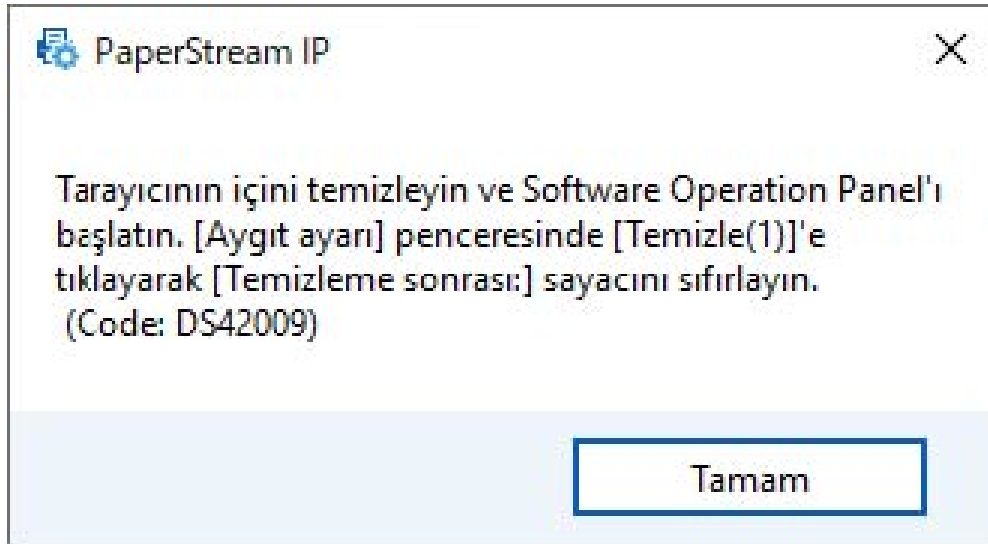 PaperStream IP
Tarayıcının içini temizleyin ve Software Operation Panel'ı
başlatın. [Aygıt ayarı] penceresinde [Temizle(1)]'e
tıklayarak [Temizleme sonrası:] sayacını sıfırlayın.
(Code: DS42009)
Tamam